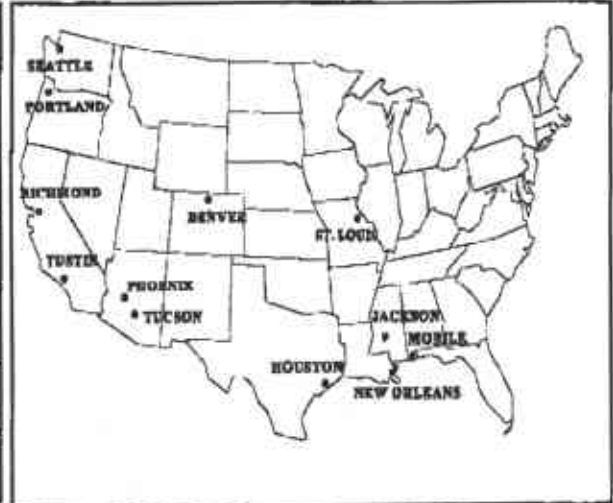 SEATTLE
PORTLAND
RICHMOND
DENVER
ST. LOUIS
TUSTIN
PHOENIX
TUCSON
JACKSON
MOBILE
HOUSTON
NEW ORLEANS